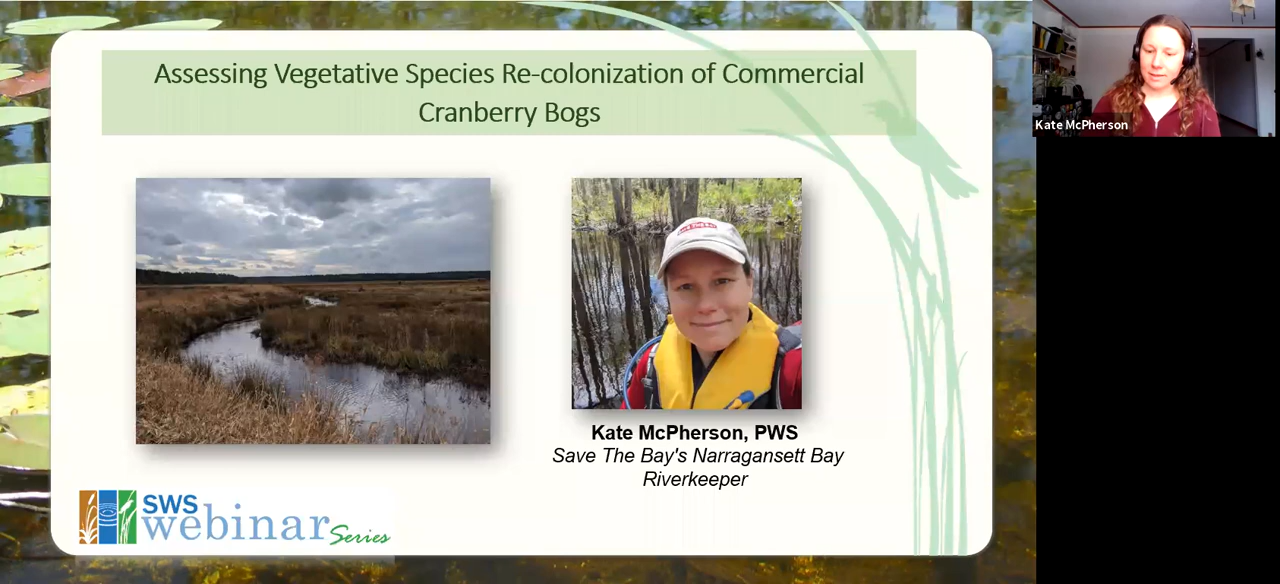 Assessing Vegetative Species Re-colonization of Commercial
Cranberry Bogs
Kate McPherson
Kate McPherson, PWS
Save The Bay's Narragansett Bay
Riverkeeper
SWS
webinar
Series